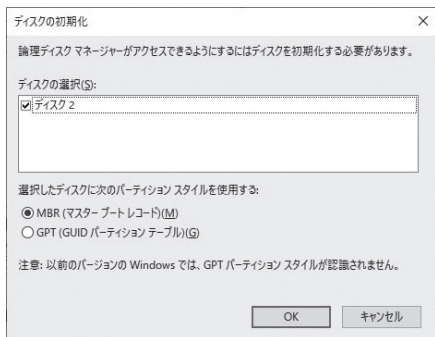 ディスクの初期化
論理ディスク マネージャーがアクセスできるようにするにはディスクを初期化する必要があります。
ディスクの選択(S):
ディスク 2
選択したディスクに次のパーティション スタイルを使用する:
MBR (マスター ブート レコード)(M)
GPT (GUID パーティション テーブル)(G)
注意: 以前のバージョンの Windows では、GPT パーティション スタイルが認識されません。
OK
キャンセル